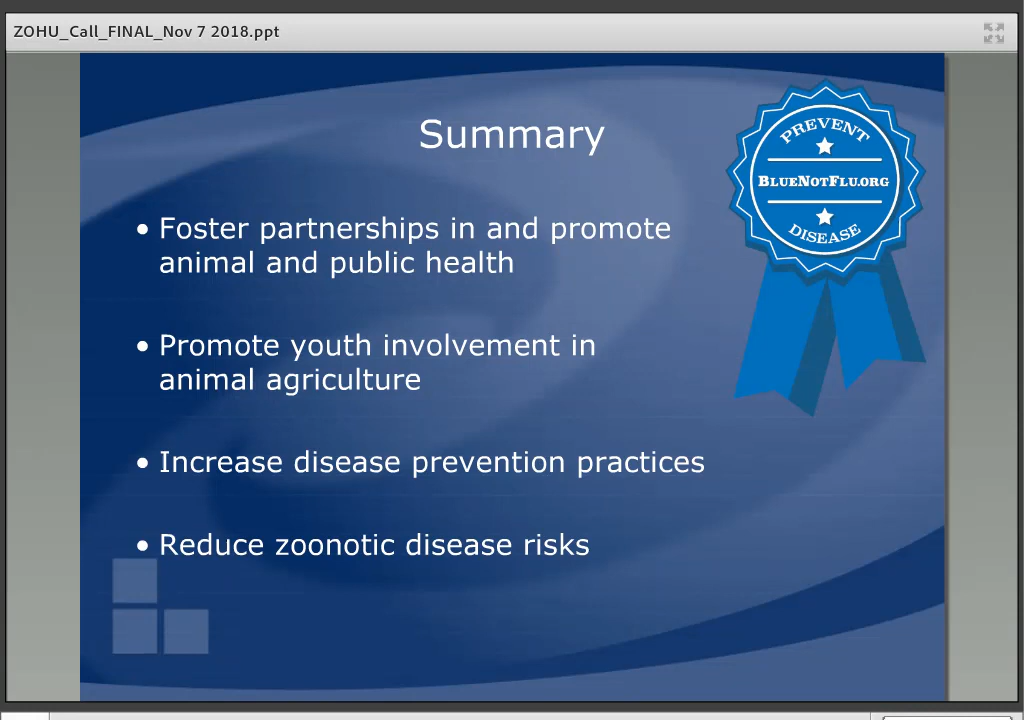 ZOHU_Call_FINAL_Nov 7 2018.ppt
Summary
• Foster partnerships in and promote
animal and public health
• Promote youth involvement in
animal agriculture
• Increase disease prevention practices
• Reduce zoonotic disease risks
PREVENT
BLUENOTFLU.ORG
DISEASE